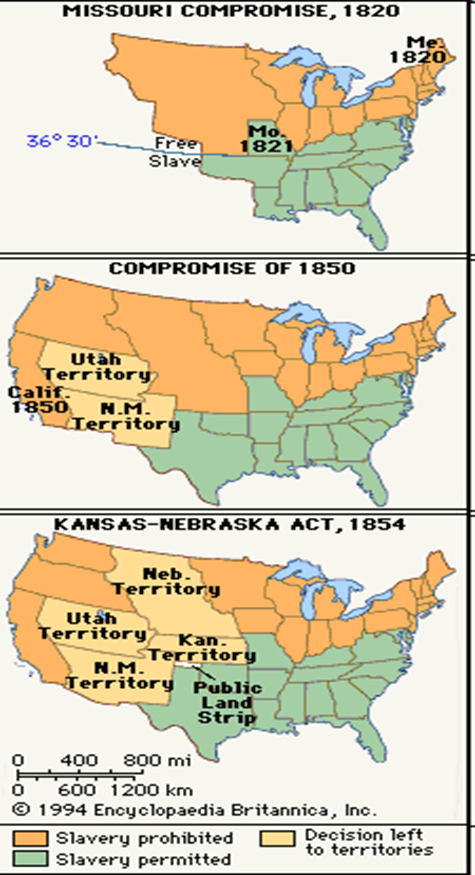 MISSOURI COMPROMISE, 1820
Me.
1820
36° 30'
Free
Slave
Mo.
1821
COMPROMISE OF 1850
Utah
Territory
Calif.
1850
N.M.
Territory
KANSAS-NEBRASKA ACT, 1854
Neb.
Territory
Utah
Territory
Kan.
Territory
N.M.
Territory
Public
Land
Strip
0 400 800 mi
0 600 1200 km
© 1994 Encyclopaedia Britannica, Inc.
Slavery prohibited
Slavery permitted
Decision left
to territories